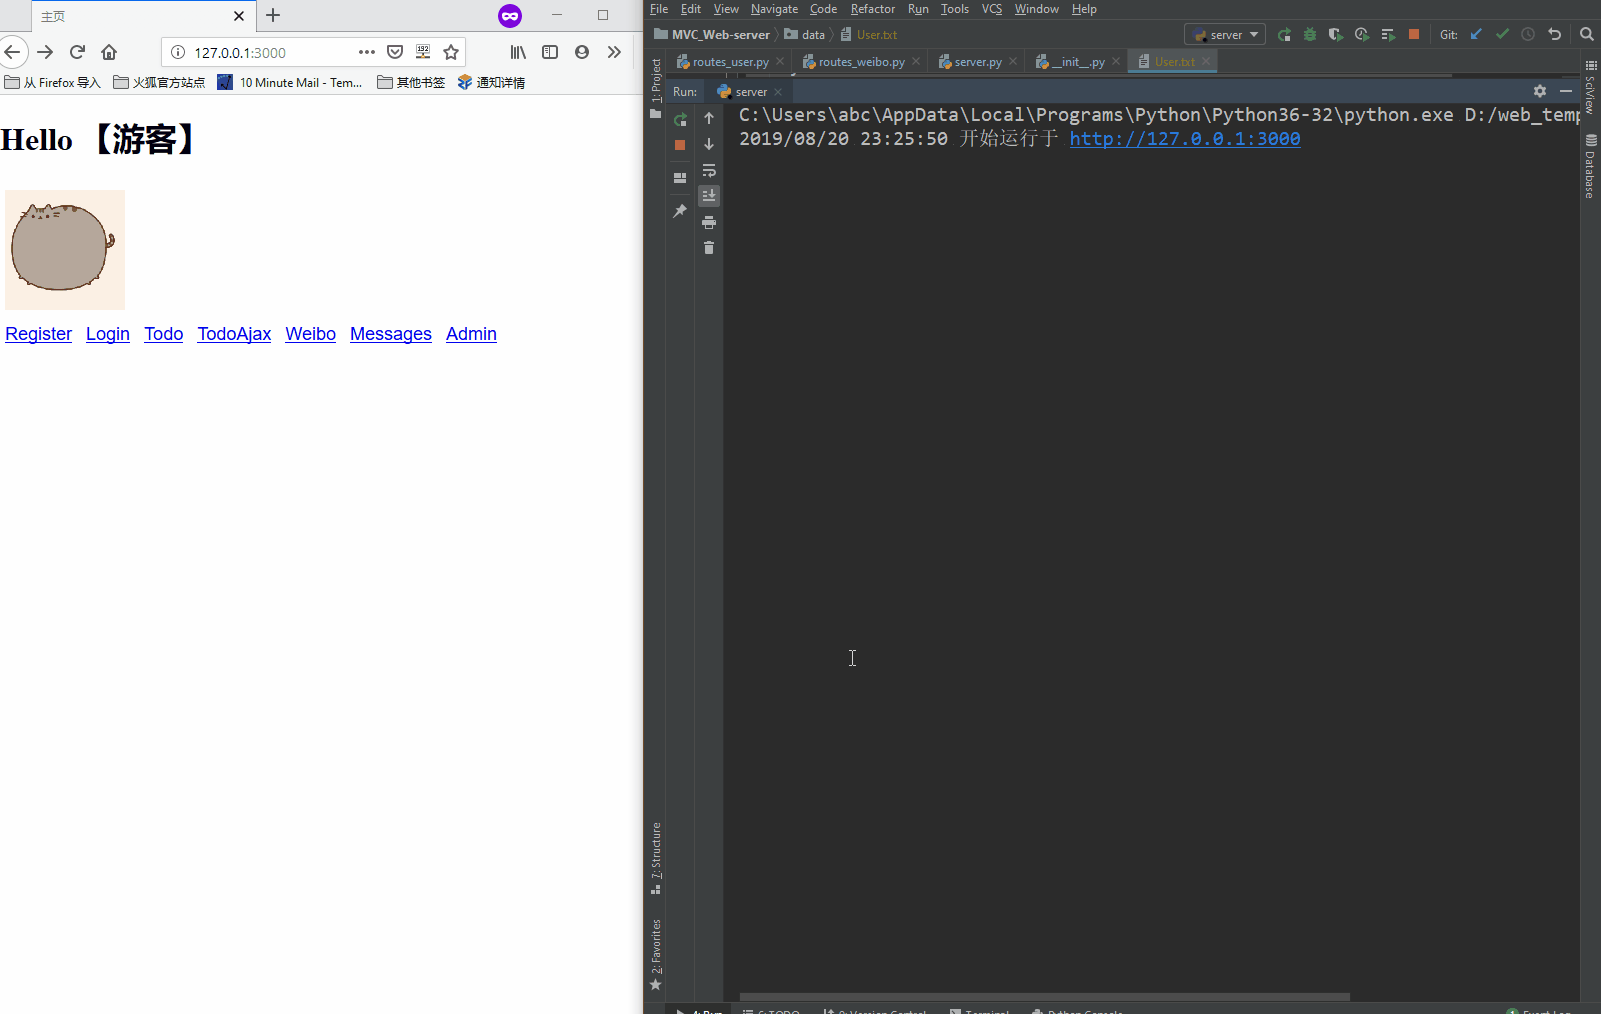 主页
127.0.0.1:3000
从 Firefox 导入 火狐官方站点 10 Minute Mail - Tem... 其他书签 通知详情
Hello 【游客】
Register Login Todo TodoAjax Weibo Messages Admin
File Edit View Navigate Code Refactor Run Tools VCS Window Help
MVC_Web-server data User.txt server Git:
routes_user.py routes_weibo.py server.py __init__.py User.txt
Run: server
C:\Users\abc\AppData\Local\Programs\Python\Python36-32\python.exe D:/web_temp
2019/08/20 23:25:50 开始运行于 http://127.0.0.1:3000
1: Project
7: Structure
2: Favorites
SciView
Database
4: Run 6: TODO 9: Version Control Terminal Python Console Event Log